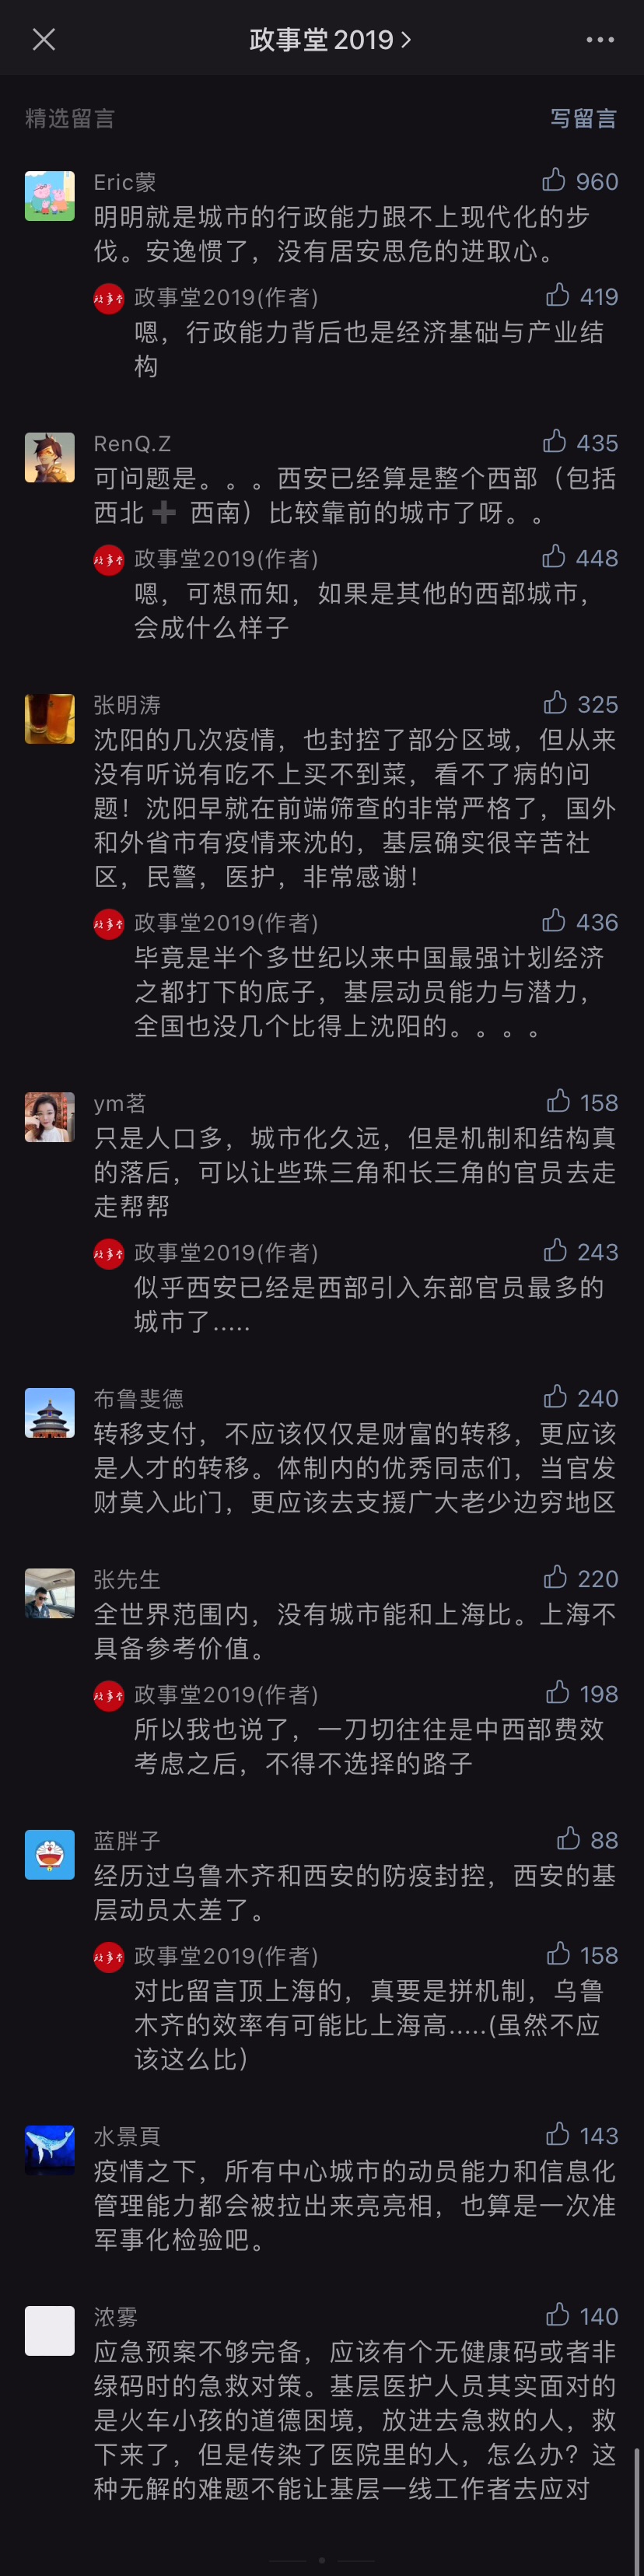 政事堂2019
精选留言
写留言
Eric蒙
960
明明就是城市的行政能力跟不上现代化的步
伐。安逸惯了，没有居安思危的进取心。
政事堂2019(作者)
419
嗯，行政能力背后也是经济基础与产业结
构
RenQ.Z
435
可问题是。。。西安已经算是整个西部（包括
西北➕ 西南）比较靠前的城市了呀。。
政事堂2019(作者)
448
嗯，可想而知，如果是其他的西部城市，
会成什么样子
张明涛
325
沈阳的几次疫情，也封控了部分区域，但从来
没有听说有吃不上买不到菜，看不了病的问
题！沈阳早就在前端筛查的非常严格了，国外
和外省市有疫情来沈的，基层确实很辛苦社
区，民警，医护，非常感谢！
政事堂2019(作者)
436
毕竟是半个多世纪以来中国最强计划经济
之都打下的底子，基层动员能力与潜力，
全国也没几个比得上沈阳的。。。。
ym茗
158
只是人口多，城市化久远，但是机制和结构真
的落后，可以让些珠三角和长三角的官员去走
走帮帮
政事堂2019(作者)
243
似乎西安已经是西部引入东部官员最多的
城市了.....
布鲁斐德
240
转移支付，不应该仅仅是财富的转移，更应该
是人才的转移。体制内的优秀同志们，当官发
财莫入此门，更应该去支援广大老少边穷地区
张先生
220
全世界范围内，没有城市能和上海比。上海不
具备参考价值。
政事堂2019(作者)
198
所以我也说了，一刀切往往是中西部费效
考虑之后，不得不选择的路子
蓝胖子
88
经历过乌鲁木齐和西安的防疫封控，西安的基
层动员太差了。
政事堂2019(作者)
158
对比留言顶上海的，真要是拼机制，乌鲁
木齐的效率有可能比上海高.....(虽然不应
该这么比）
水景頁
143
疫情之下，所有中心城市的动员能力和信息化
管理能力都会被拉出来亮亮相，也算是一次准
军事化检验吧。
浓雾
140
应急预案不够完备，应该有个无健康码或者非
绿码时的急救对策。基层医护人员其实面对的
是火车小孩的道德困境，放进去急救的人，救
下来了，但是传染了医院里的人，怎么办？这
种无解的难题不能让基层一线工作者去应对